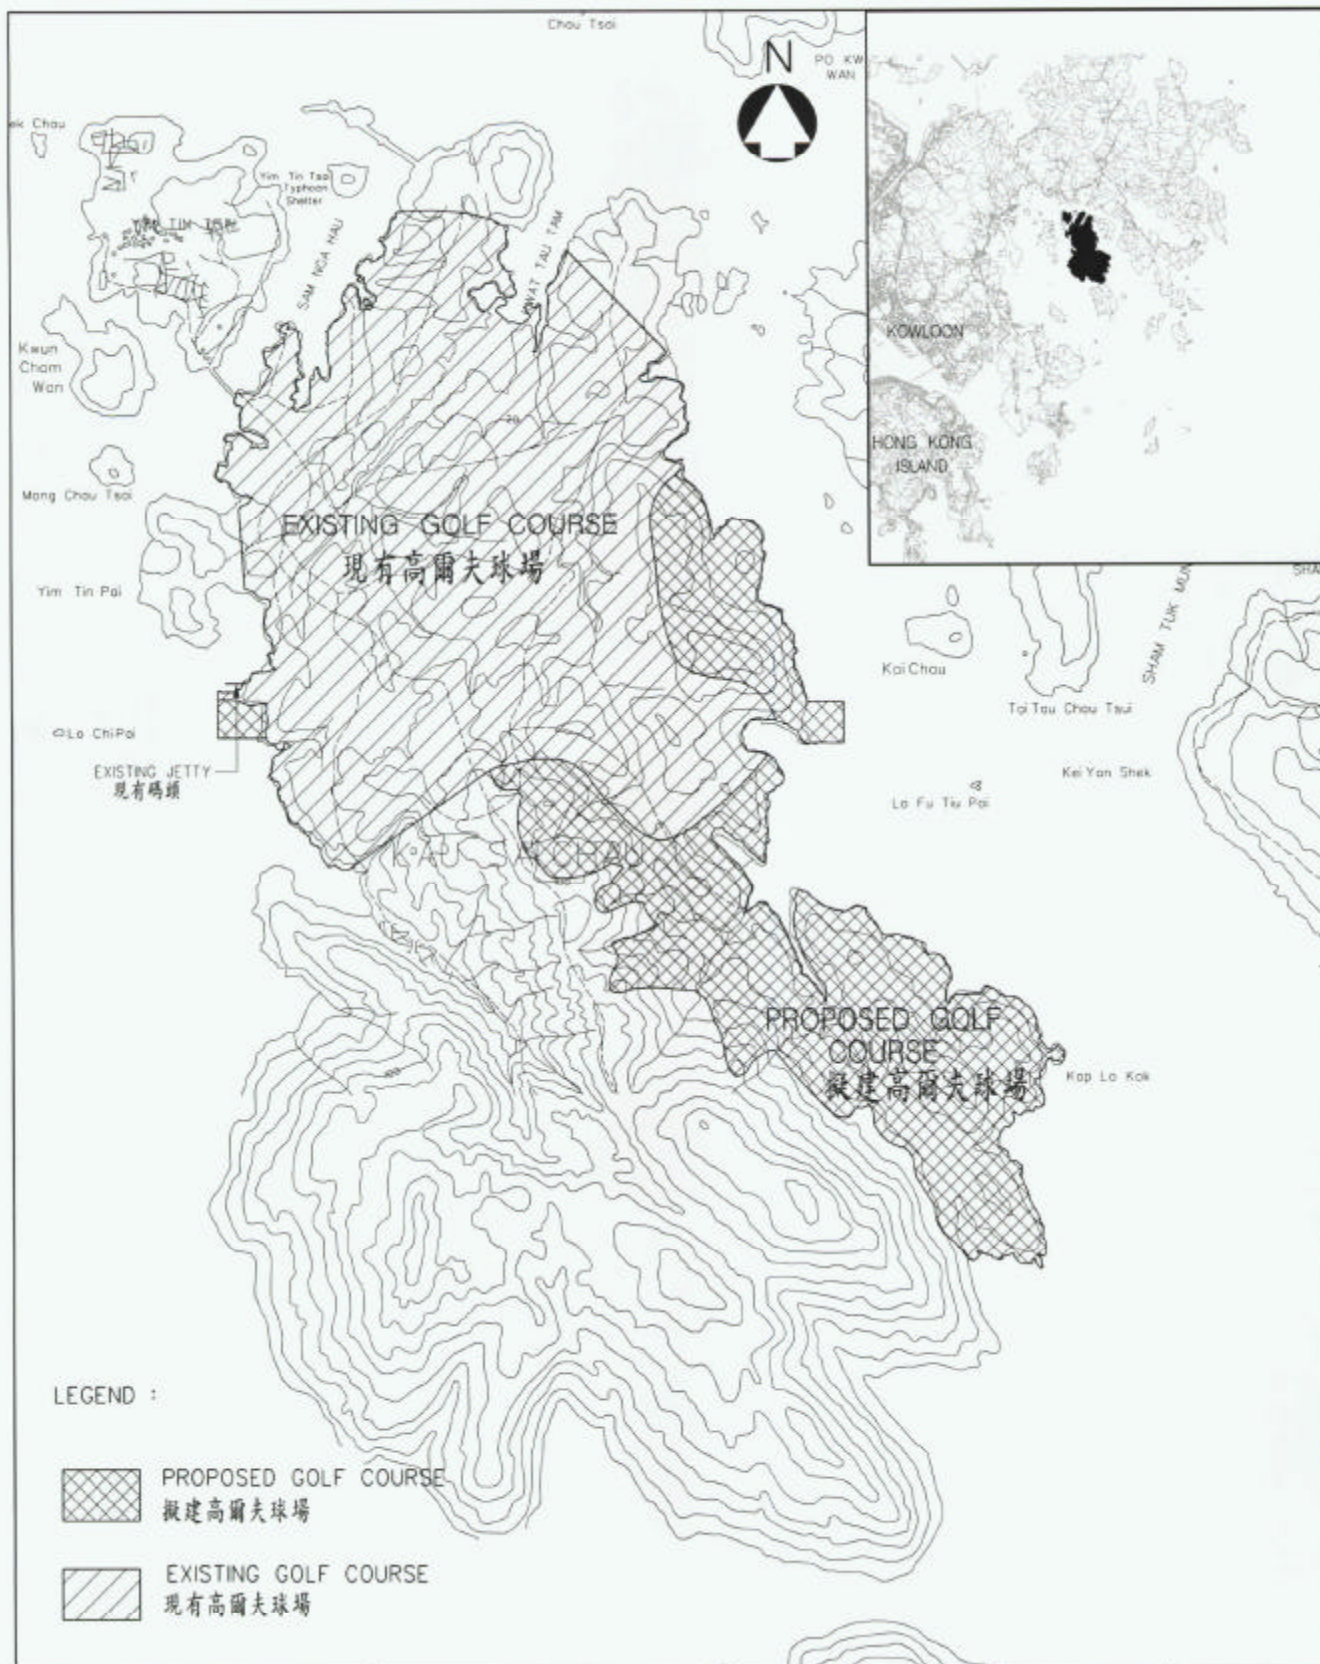 Chau Tsai
N
PO KW
WAN
ek Chau
Yim Tin Tsai
Typhoon
Shelter
SAM NGA HAU
KWAT TAU TAM
KOWLOON
HONG KONG
ISLAND
Kwun
Cham
Wan
20
Mong Chau Tsai
EXISTING GOLF COURSE
現有高爾夫球場
Yim Tin Pai
SHAM TUK MUN
SHA
Kai Chau
Tai Tau Chau Tsui
Lo Chi Pai
EXISTING JETTY
現有碼頭
Kei Yan Shek
La Fu Tiu Pai
KAU SAI CHAU
PROPOSED GOLF
COURSE
擬建高爾夫球場
Kap Lo Kok
LEGEND :
PROPOSED GOLF COURSE
擬建高爾夫球場
EXISTING GOLF COURSE
現有高爾夫球場